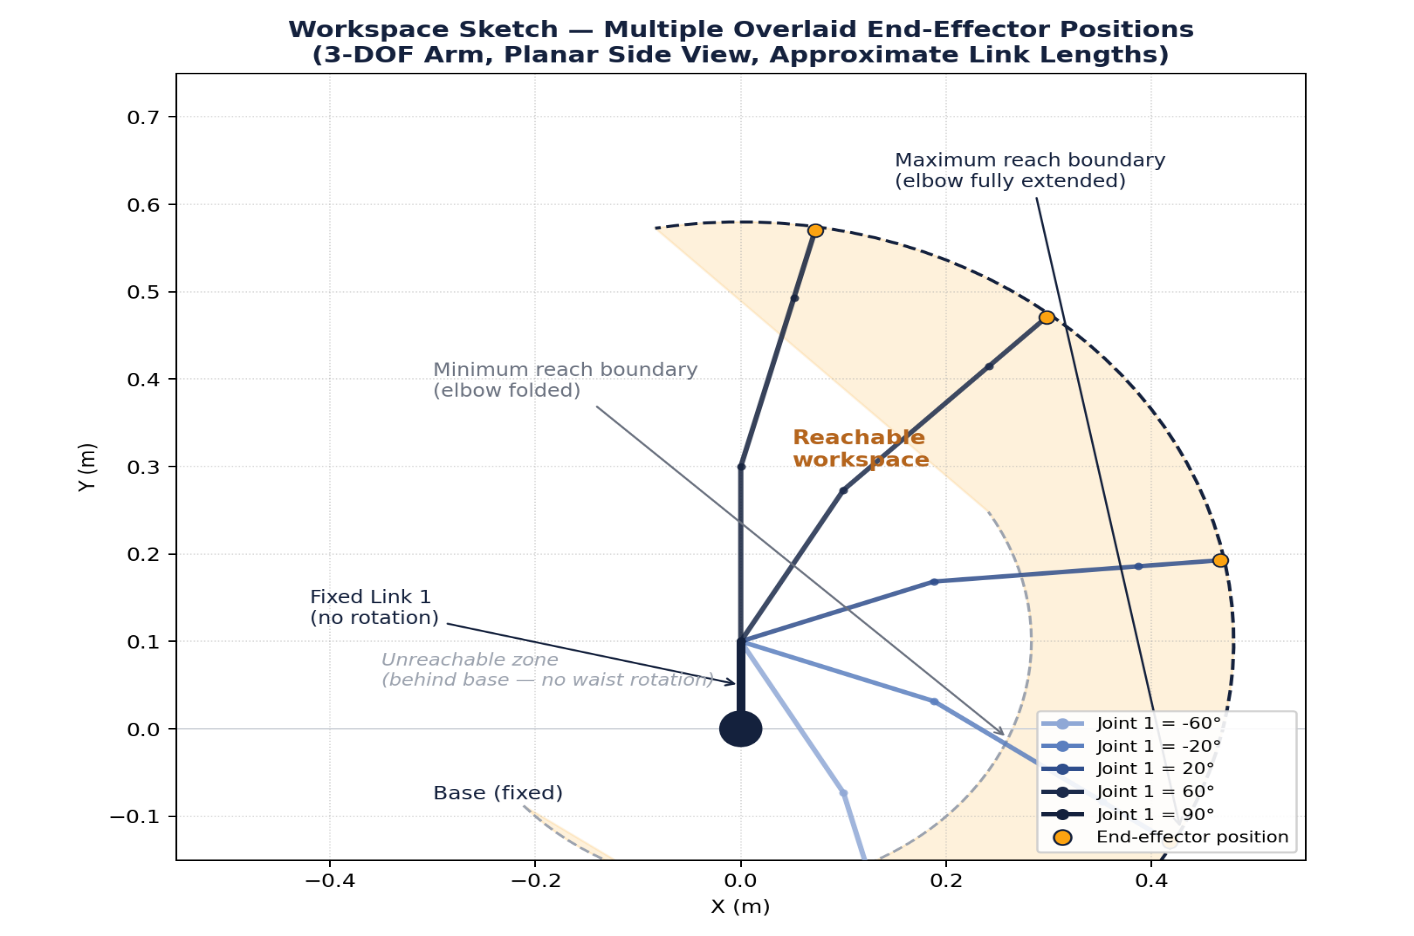 Workspace Sketch — Multiple Overlaid End-Effector Positions
(3-DOF Arm, Planar Side View, Approximate Link Lengths)
0.7
0.6
0.5
0.4
0.3
0.2
0.1
0.0
−0.1
Y (m)
Maximum reach boundary
(elbow fully extended)
Minimum reach boundary
(elbow folded)
Reachable
workspace
Fixed Link 1
(no rotation)
Unreachable zone
(behind base — no waist rotation)
Base (fixed)
Joint 1 = -60°
Joint 1 = -20°
Joint 1 = 20°
Joint 1 = 60°
Joint 1 = 90°
End-effector position
−0.4
−0.2
0.0
0.2
0.4
X (m)